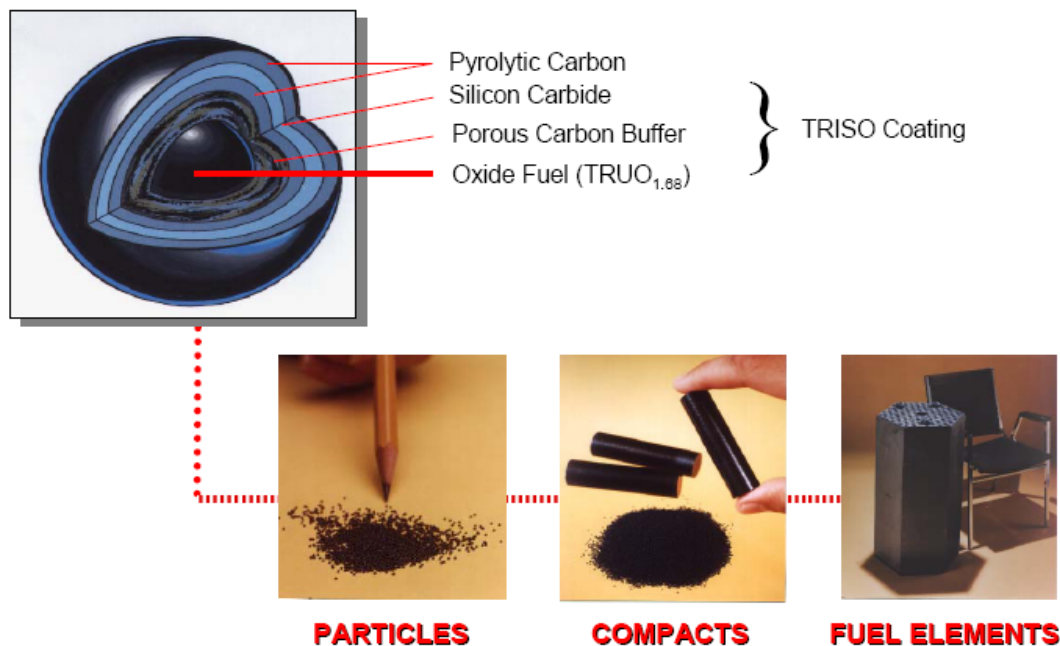 Pyrolytic Carbon
Silicon Carbide
Porous Carbon Buffer
Oxide Fuel (TRUO₁.₆₈)
TRISO Coating
PARTICLES
COMPACTS
FUEL ELEMENTS